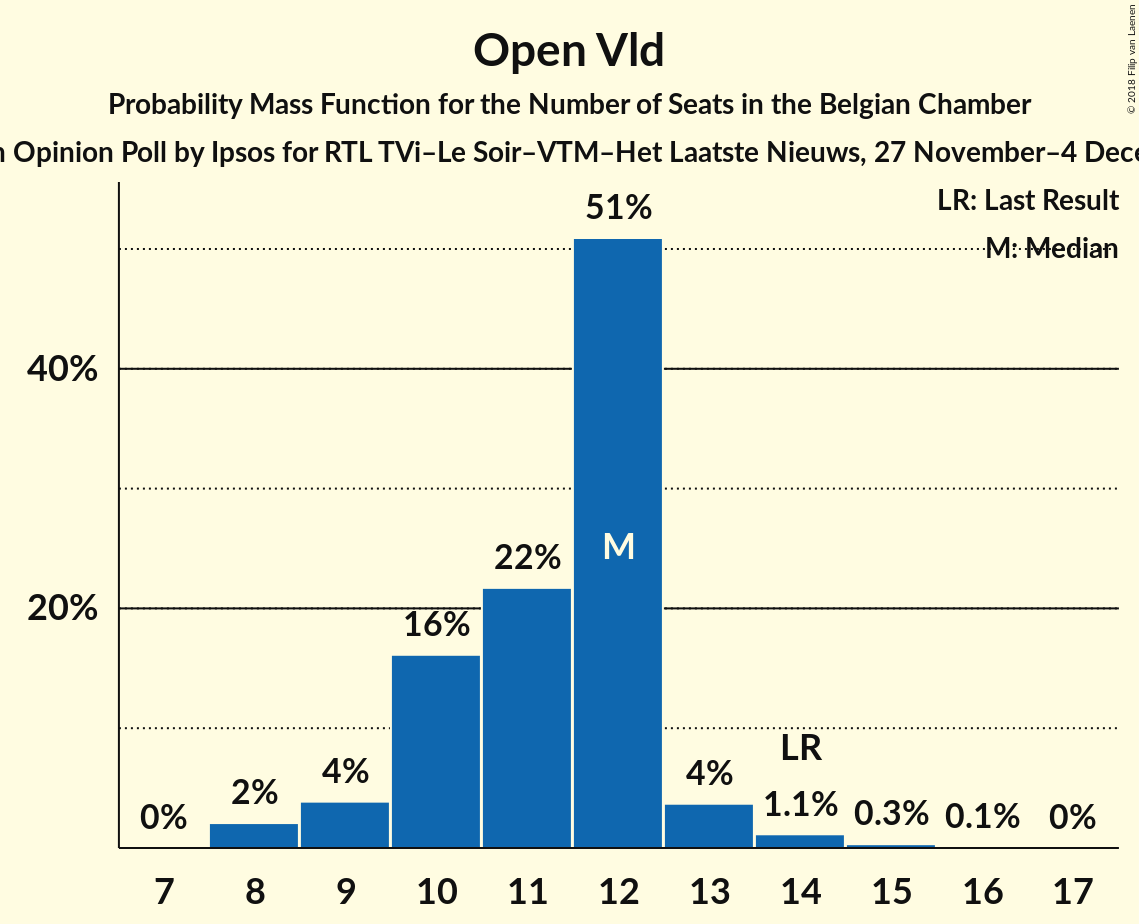 Open Vld
Probability Mass Function for the Number of Seats in the Belgian Chamber
Opinion Poll by Ipsos for RTL TVi–Le Soir–VTM–Het Laatste Nieuws, 27 November–4
© 2018 Filip van Laenen
LR: Last Result
M: Median
51%
40%
M
22%
20%
16%
LR
4%
4%
2%
1.1%
0.3%
0.1%
0%
0%
7 8 9 10 11 12 13 14 15 16 17